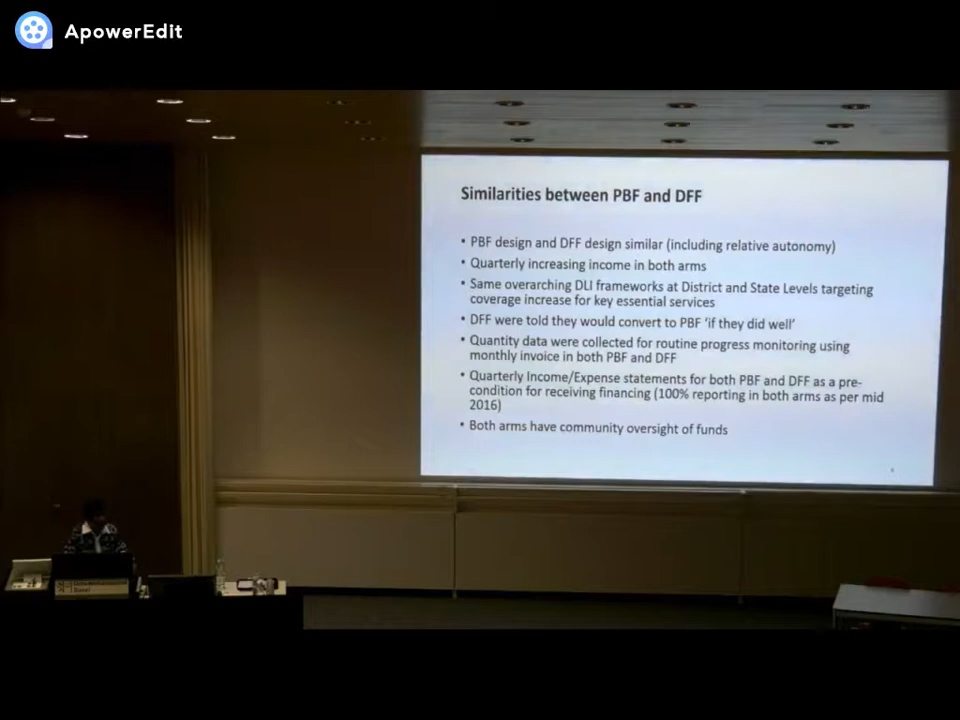 ApowerEdit
Similarities between PBF and DFF
• PBF design and DFF design similar (including relative autonomy)
• Quarterly increasing income in both arms
• Same overarching DLI frameworks at District and State Levels targeting
coverage increase for key essential services
• DFF were told they would convert to PBF 'if they did well'
• Quantity data were collected for routine progress monitoring using
monthly invoice in both PBF and DFF
• Quarterly Income/Expense statements for both PBF and DFF as a pre-
condition for receiving financing (100% reporting in both arms as per mid
2016)
• Both arms have community oversight of funds
Basel